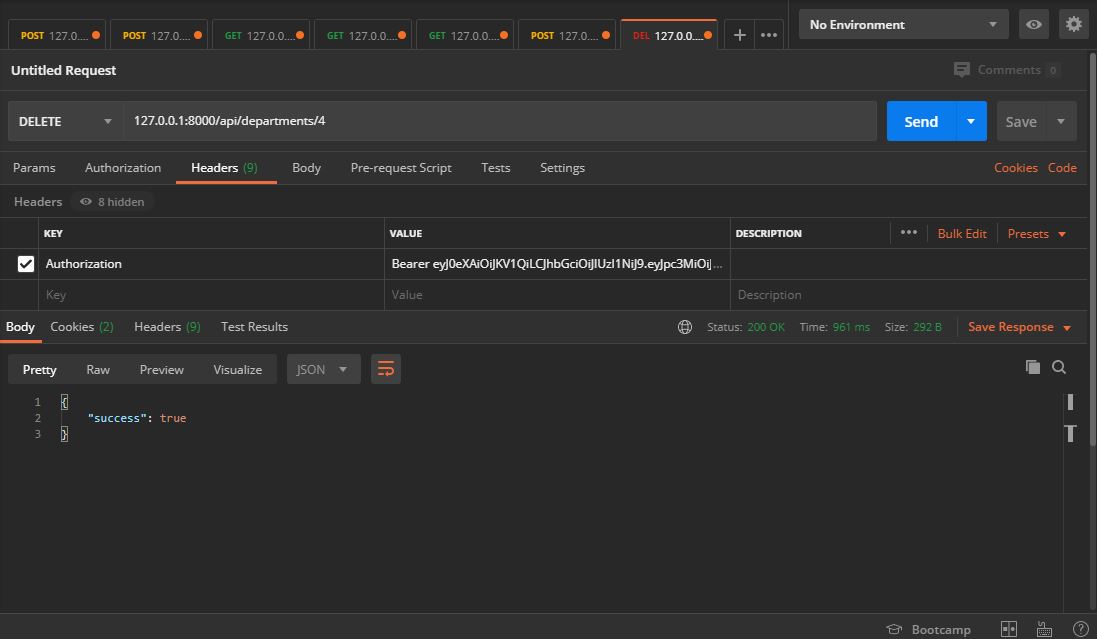 POST 127.0.... POST 127.0.... GET 127.0.0.... GET 127.0.0.... GET 127.0.0.... POST 127.0.... DEL 127.0.0.... + ••• No Environment
Untitled Request Comments 0
DELETE 127.0.0.1:8000/api/departments/4 Send Save
Params Authorization Headers (9) Body Pre-request Script Tests Settings Cookies Code
Headers 8 hidden
KEY VALUE DESCRIPTION ••• Bulk Edit Presets
Authorization Bearer eyJ0eXAiOiJKV1QiLCJhbGciOiJIUzI1NiJ9.eyJpc3MiOiJ...
Key Value Description
Body Cookies (2) Headers (9) Test Results Status: 200 OK Time: 961 ms Size: 292 B Save Response
Pretty Raw Preview Visualize JSON
1 {
2 "success": true
3 }
Bootcamp ?